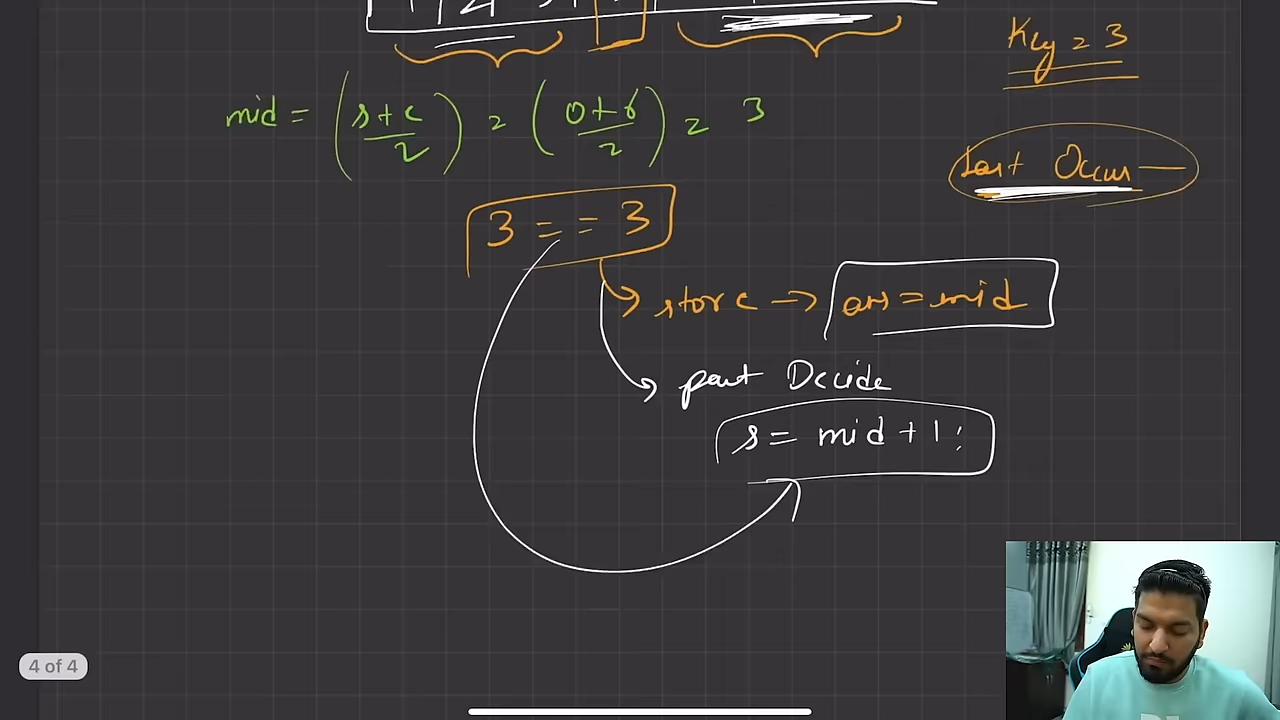 Key = 3
mid = (s+e/2) = (0+6/2) = 3
Last Occur
3 == 3
store → ans = mid
part Decide
s = mid + 1;
4 of 4